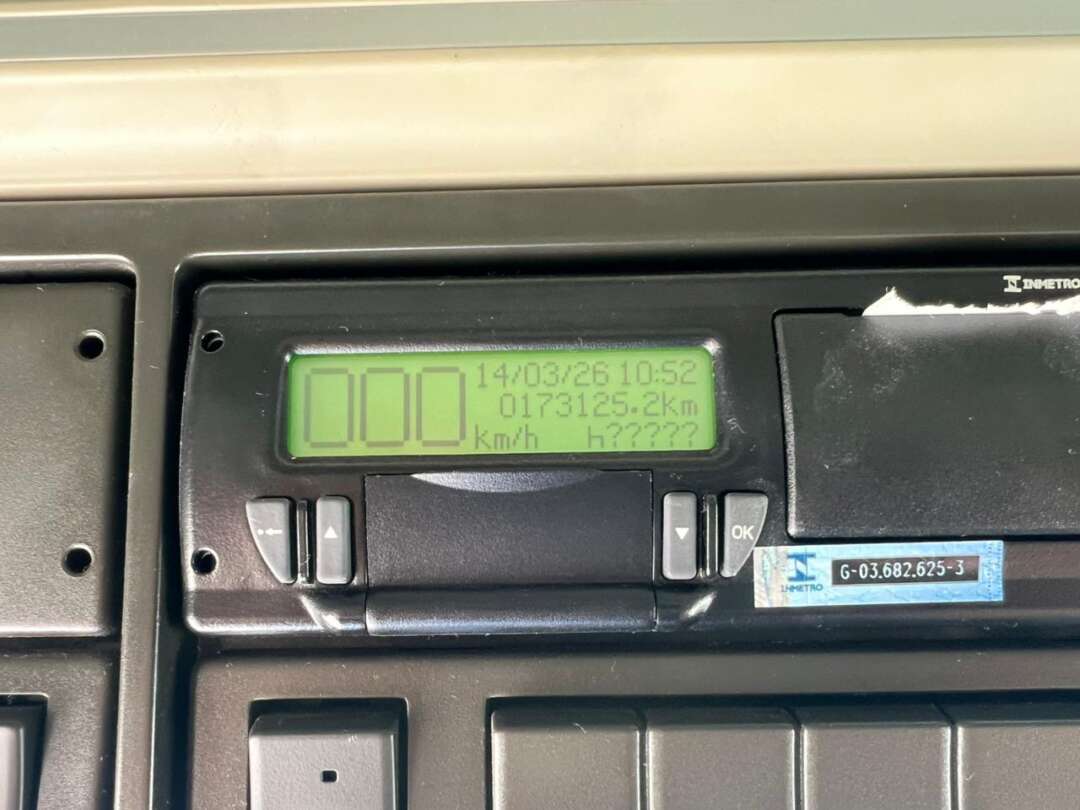 INMETRO
000 14/03/26 10:52
0173125.2km
km/h h?????
OK
INMETRO
G-03.682.625-3